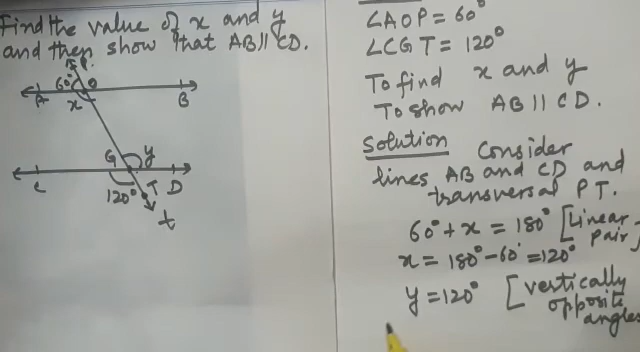 Find the value of x and y
and then show that AB || CD.
P
60°
A
O
B
x
G
y
C
120°
T
D
t
∠AOP = 60°
∠CGT = 120°
To find x and y
To show AB || CD.
Solution Consider
lines AB and CD and
transversal PT.
60° + x = 180° [Linear
pair]
x = 180° - 60° = 120°
y = 120° [vertically
opposite
angles